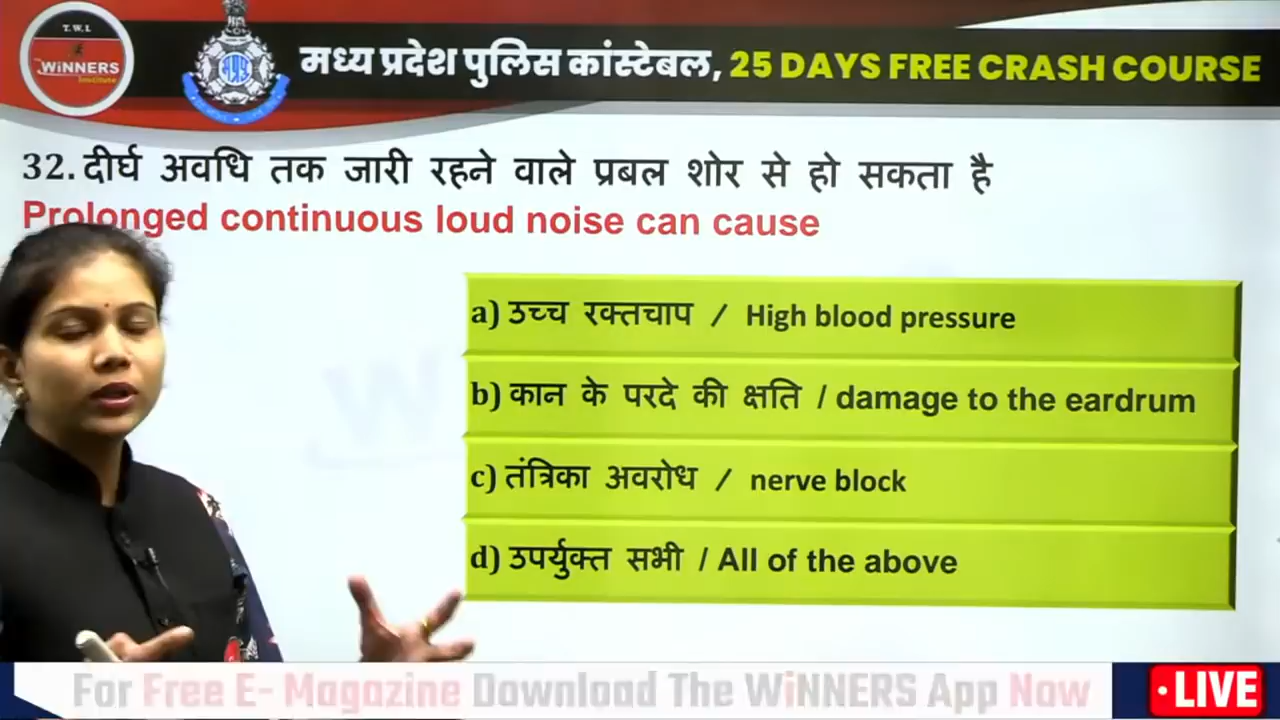 T.W.I.
WiNNERS
Institute
मध्य प्रदेश पुलिस कांस्टेबल, 25 DAYS FREE CRASH COURSE
32. दीर्घ अवधि तक जारी रहने वाले प्रबल शोर से हो सकता है
Prolonged continuous loud noise can cause
a) उच्च रक्तचाप / High blood pressure
b) कान के परदे की क्षति / damage to the eardrum
c) तंत्रिका अवरोध / nerve block
d) उपर्युक्त सभी / All of the above
For Free E- Magazine Download The WiNNERS App Now
• LIVE